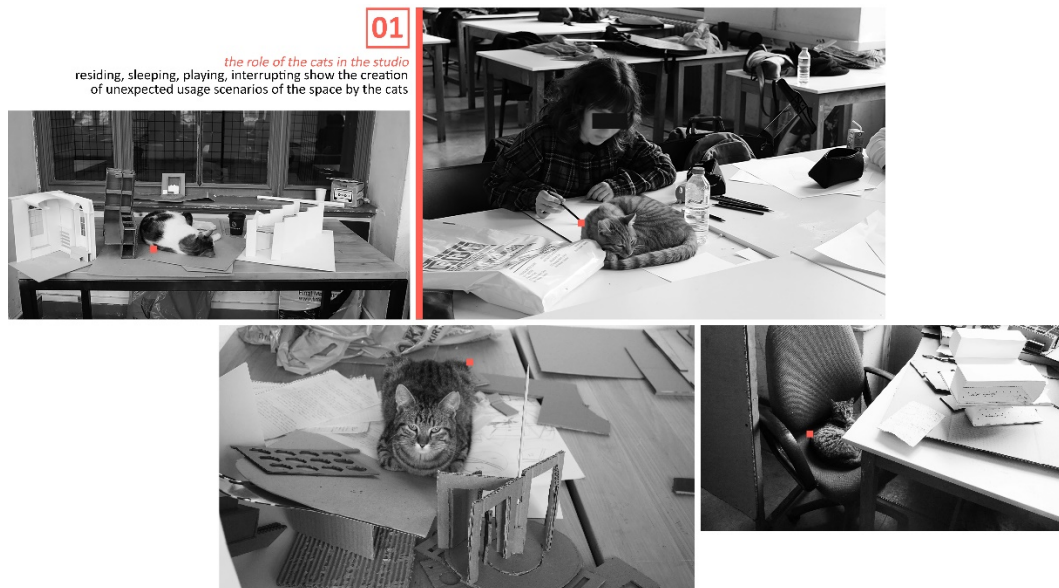 01
the role of the cats in the studio
residing, sleeping, playing, interrupting show the creation
of unexpected usage scenarios of the space by the cats